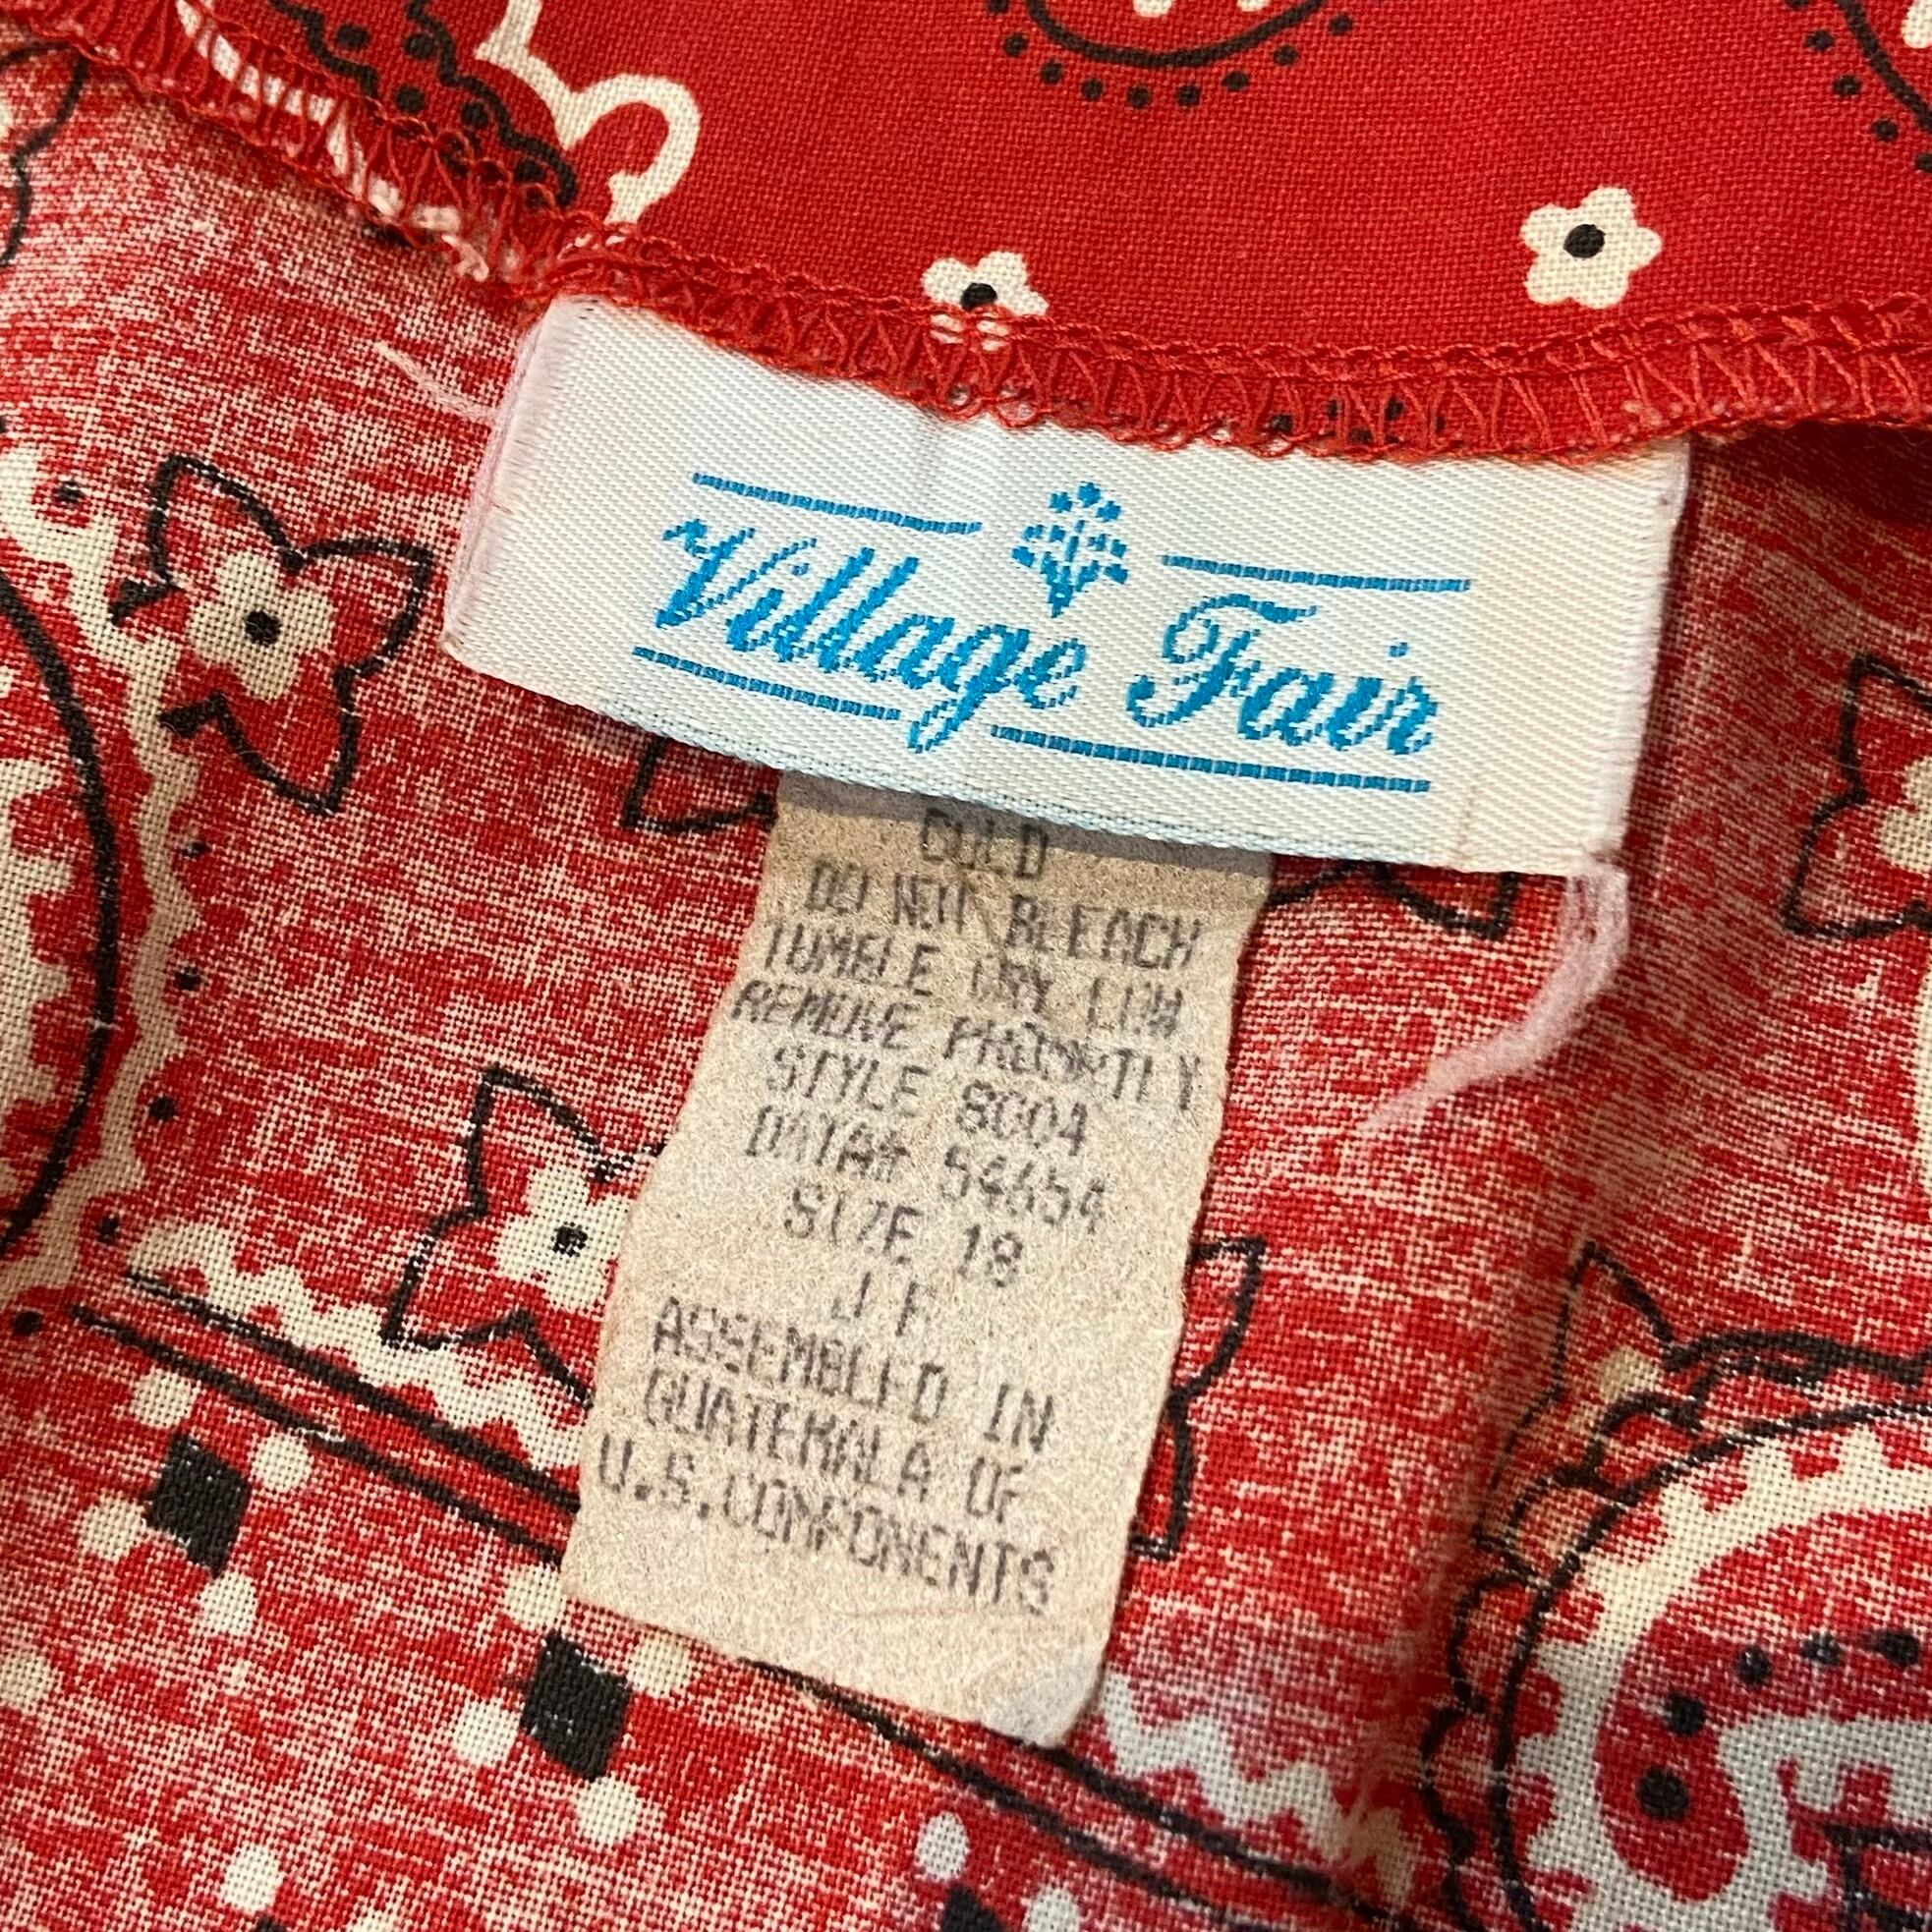 Village Fair
COLD
DO NOT BLEACH
TUMBLE DRY LOW
REMOVE PROMPTLY
STYLE 8004
DATA# 54654
SIZE 18
ASSEMBLED IN
GUATEMALA OF
U.S.COMPONENTS